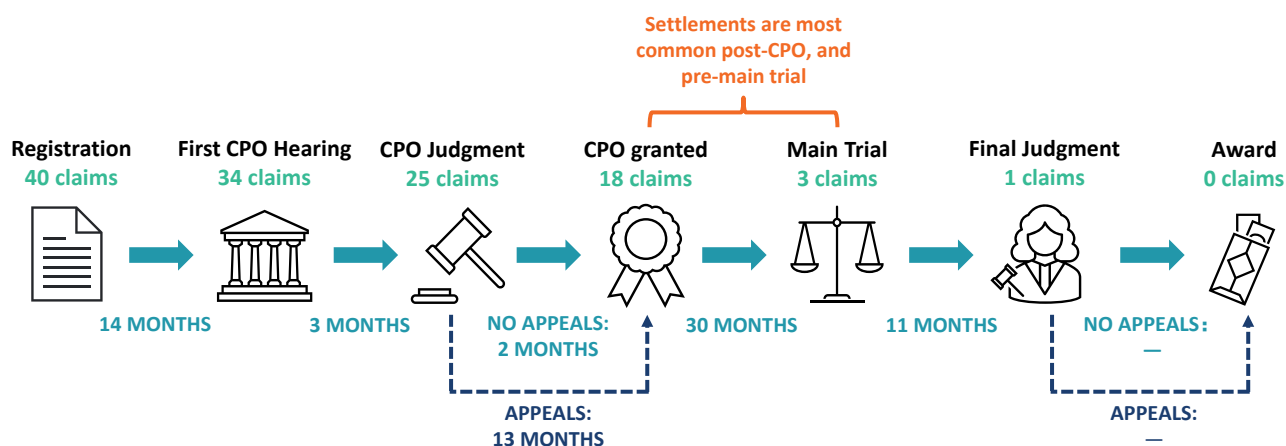 Settlements are most
common post-CPO, and
pre-main trial
Registration
40 claims
First CPO Hearing
34 claims
CPO Judgment
25 claims
CPO granted
18 claims
Main Trial
3 claims
Final Judgment
1 claims
Award
0 claims
14 MONTHS
3 MONTHS
NO APPEALS:
2 MONTHS
30 MONTHS
11 MONTHS
NO APPEALS:
—
APPEALS:
13 MONTHS
APPEALS:
—